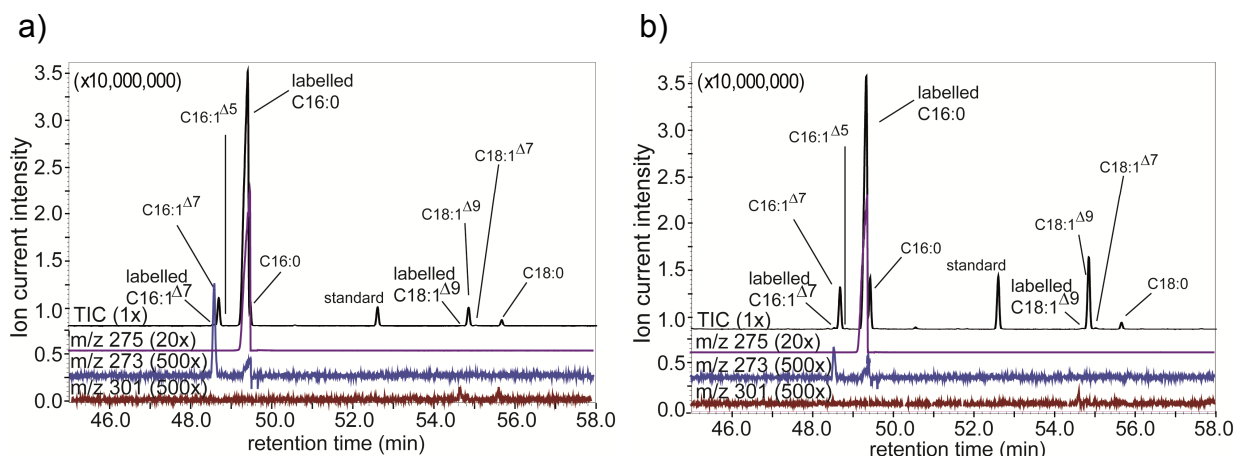 a)
(x10,000,000)
3.5
3.0
2.5
2.0
1.5
1.0
0.5
0.0
Ion current intensity
labelled
C16:0
C16:1Δ5
C16:1Δ7
labelled
C16:1Δ7
C16:0
standard
labelled
C18:1Δ9
C18:1Δ9
C18:1Δ7
C18:0
TIC (1x)
m/z 275 (20x)
m/z 273 (500x)
m/z 301 (500x)
46.0 48.0 50.0 52.0 54.0 56.0 58.0
retention time (min)
b)
(x10,000,000)
3.5
3.0
2.5
2.0
1.5
1.0
0.5
0.0
Ion current intensity
labelled
C16:0
C16:1Δ5
C16:1Δ7
labelled
C16:1Δ7
C16:0
standard
labelled
C18:1Δ9
C18:1Δ9
C18:1Δ7
C18:0
TIC (1x)
m/z 275 (20x)
m/z 273 (500x)
m/z 301 (500x)
46.0 48.0 50.0 52.0 54.0 56.0 58.0
retention time (min)